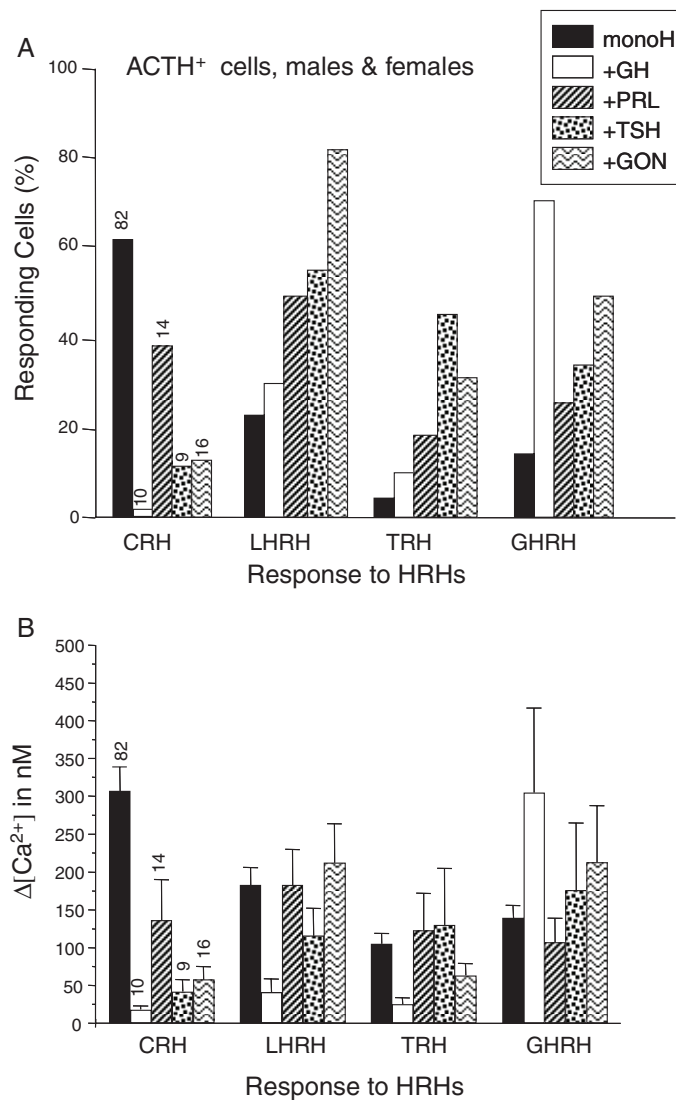 A
ACTH⁺ cells, males & females
monoH
+GH
+PRL
+TSH
+GON
Responding Cells (%)
100
80
60
40
20
0
82
10
14
9
16
CRH
LHRH
TRH
GHRH
Response to HRHs
B
Δ[Ca²⁺] in nM
500
450
400
350
300
250
200
150
100
50
0
82
10
14
9
16
CRH
LHRH
TRH
GHRH
Response to HRHs